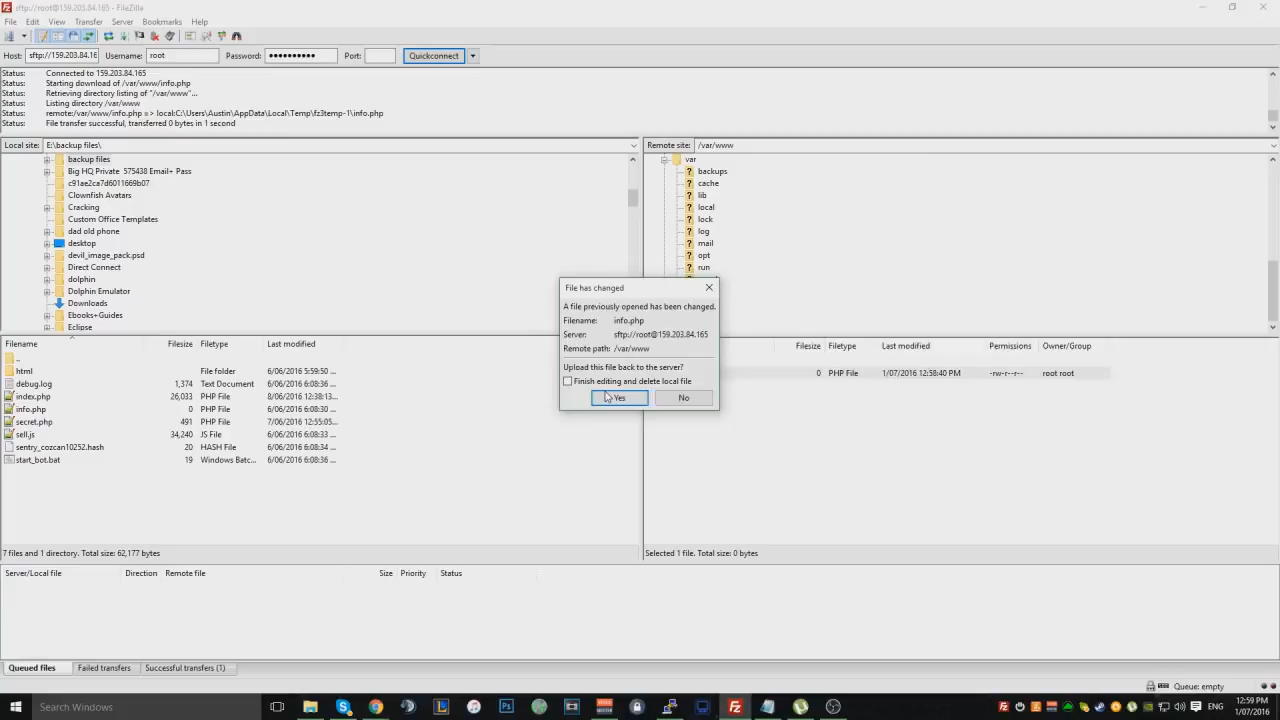 sftp://root@159.203.84.165 - FileZilla
File Edit View Transfer Server Bookmarks Help
Host: sftp://159.203.84.16 Username: root Password: ●●●●●●●●●● Port: Quickconnect
Status: Connected to 159.203.84.165
Status: Starting download of /var/www/info.php
Status: Retrieving directory listing of "/var/www"...
Status: Listing directory /var/www
Status: remote:/var/www/info.php => local:C:\Users\Austin\AppData\Local\Temp\fz3temp-1\info.php
Status: File transfer successful, transferred 0 bytes in 1 second
Local site: E:\backup files\
backup files
Big HQ Private 575438 Email+ Pass
c91ae2ca7d6011669b07
Clownfish Avatars
Cracking
Custom Office Templates
dad old phone
desktop
devil_image_pack.psd
Direct Connect
dolphin
Dolphin Emulator
Downloads
Ebooks+Guides
Eclipse
Remote site: /var/www
var
backups
cache
lib
local
lock
log
mail
opt
run
Filename Filesize Filetype Last modified
..
html File folder 6/06/2016 5:59:50 ...
debug.log 1,374 Text Document 6/06/2016 6:08:36 ...
index.php 26,033 PHP File 8/06/2016 12:38:13...
info.php 0 PHP File 6/06/2016 6:08:30 ...
secret.php 7 PHP File 7/06/2016 12:55:05...
sell.js 34,240 JS File 6/06/2016 6:08:33 ...
sentry_cozcan10252.hash 20 HASH File 6/06/2016 6:08:34 ...
start_bot.bat 19 Windows Batc... 6/06/2016 6:08:36 ...
7 files and 1 directory. Total size: 62,177 bytes
Filesize Filetype Last modified Permissions Owner/Group
0 PHP File 1/07/2016 12:58:40 PM -rw-r--r-- root root
Selected 1 file. Total size: 0 bytes
File has changed
A file previously opened has been changed.
Filename: info.php
Server: sftp://root@159.203.84.165
Remote path: /var/www
Upload this file back to the server?
Finish editing and delete local file
Yes No
Server/Local file Direction Remote file Size Priority Status
Queued files Failed transfers Successful transfers (1)
Queue: empty
Search Windows
ENG
12:59 PM
1/07/2016